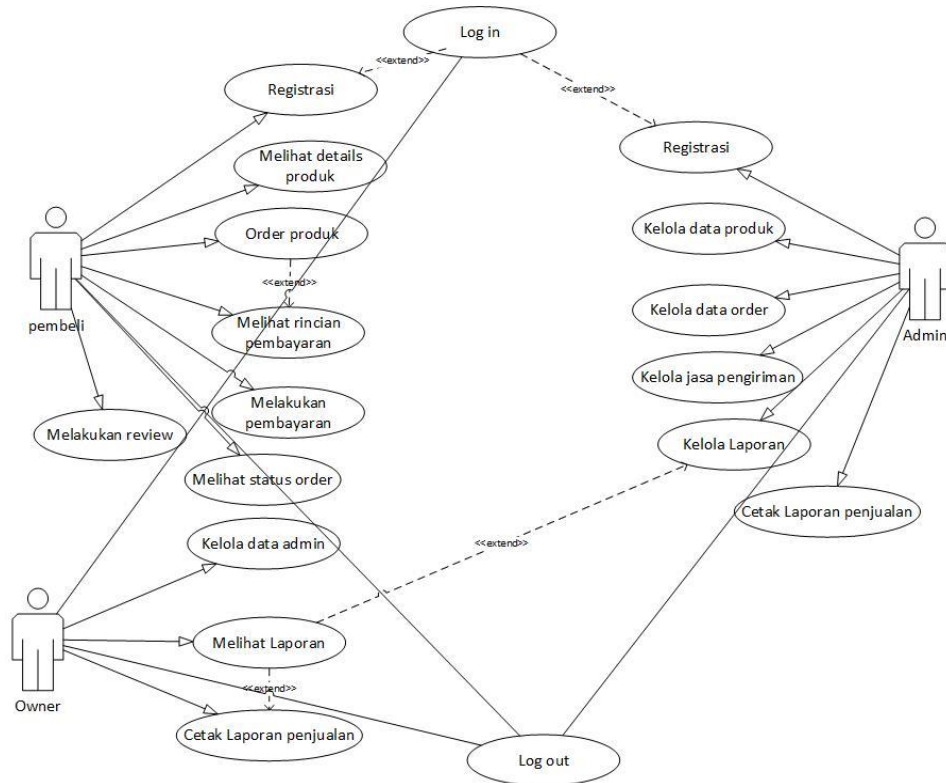 Log in
<<extend>>
Registrasi
<<extend>>
Registrasi
Melihat details
produk
Order produk
Kelola data produk
<<extend>>
pembeli
Melihat rincian
pembayaran
Kelola data order
Admin
Kelola jasa pengiriman
Melakukan
pembayaran
Melakukan review
Kelola Laporan
Melihat status order
Cetak Laporan penjualan
Kelola data admin
<<extend>>
Melihat Laporan
<<extend>>
Owner
Cetak Laporan penjualan
Log out